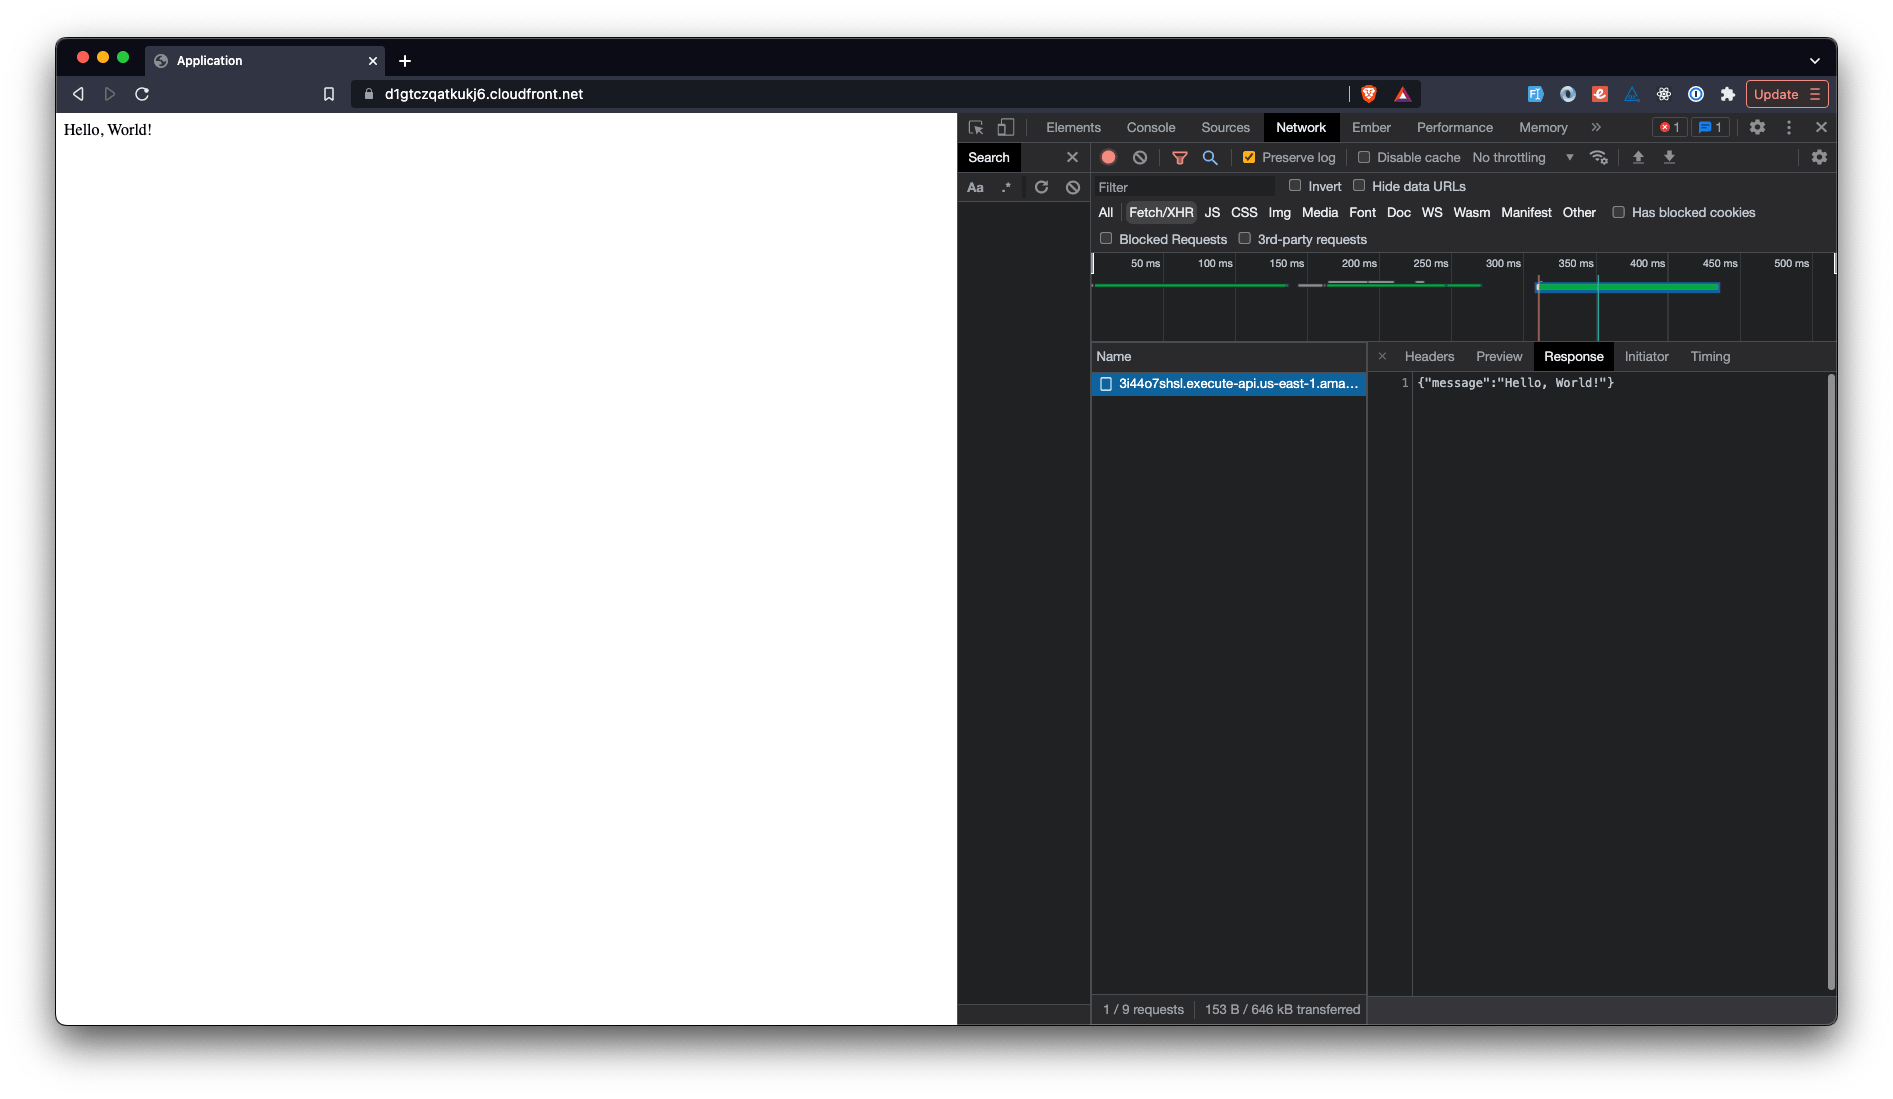 Application
d1gtczqatkukj6.cloudfront.net
Update
Hello, World!
Elements Console Sources Network Ember Performance Memory 1 1
Search
Preserve log Disable cache No throttling
Aa .*
Filter Invert Hide data URLs
All Fetch/XHR JS CSS Img Media Font Doc WS Wasm Manifest Other Has blocked cookies
Blocked Requests 3rd-party requests
50 ms 100 ms 150 ms 200 ms 250 ms 300 ms 350 ms 400 ms 450 ms 500 ms
Name
Headers Preview Response Initiator Timing
3i44o7shsl.execute-api.us-east-1.ama...
1 {"message":"Hello, World!"}
1 / 9 requests 153 B / 646 kB transferred